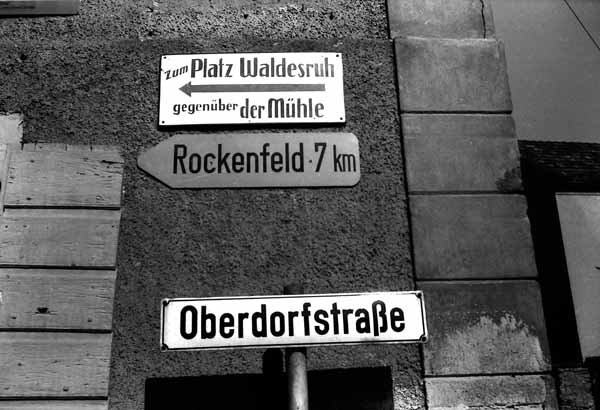 zum Platz Waldesruh
gegenüber der Mühle
Rockenfeld·7 km
Oberdorfstraße